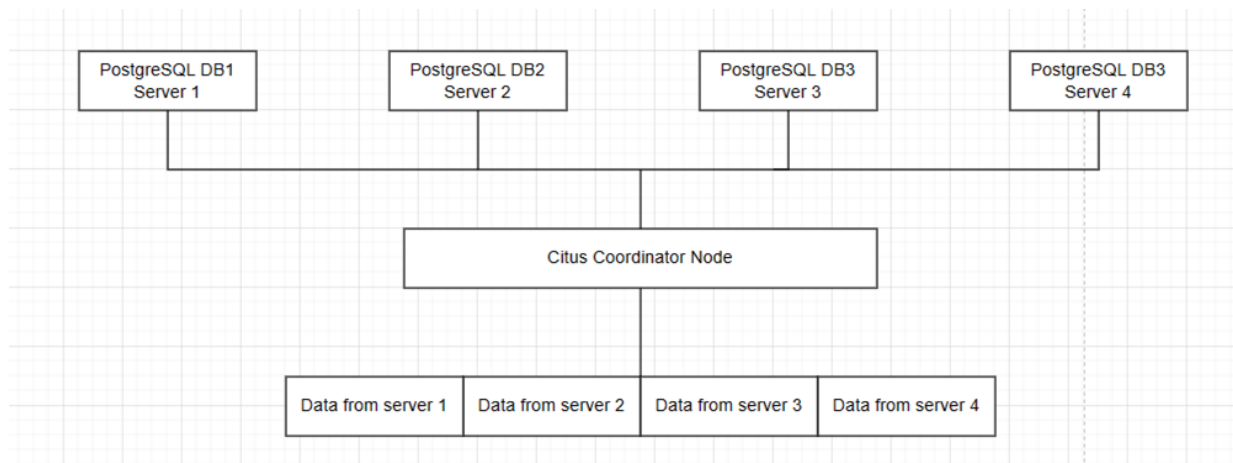 PostgreSQL DB1
Server 1
PostgreSQL DB2
Server 2
PostgreSQL DB3
Server 3
PostgreSQL DB3
Server 4
Citus Coordinator Node
Data from server 1
Data from server 2
Data from server 3
Data from server 4